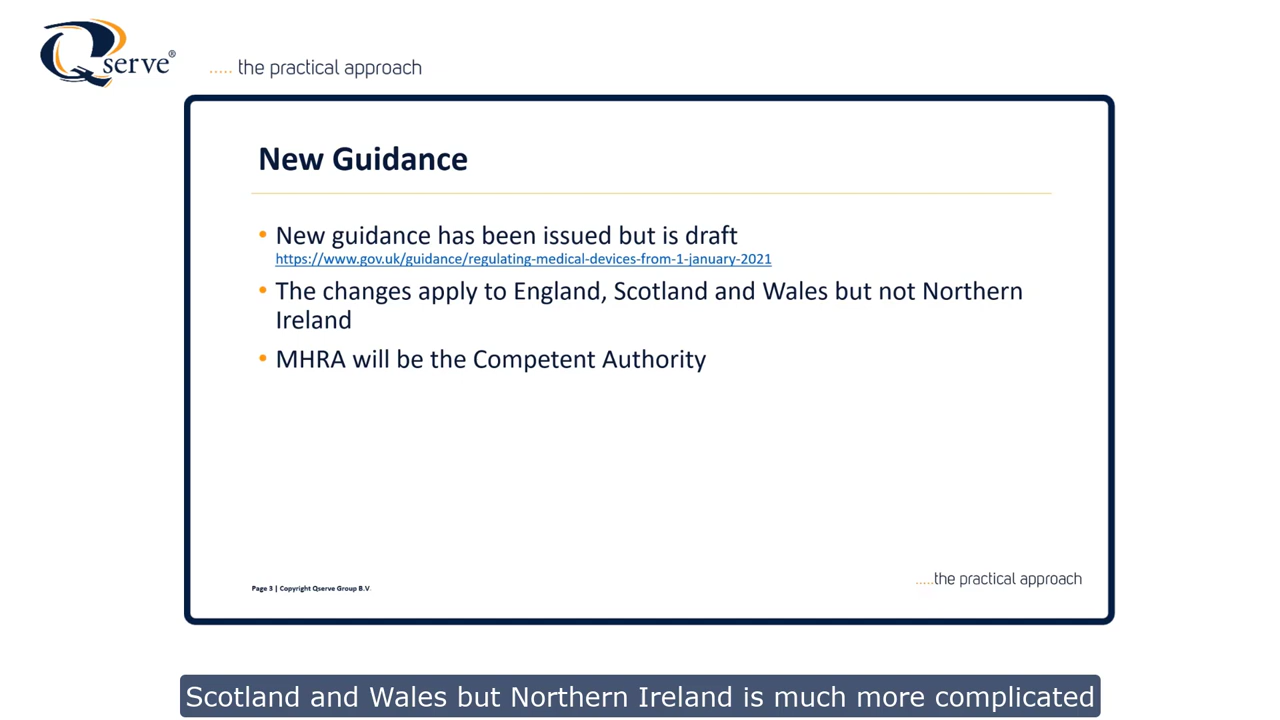 Qserve®
..... the practical approach
New Guidance
• New guidance has been issued but is draft
https://www.gov.uk/guidance/regulating-medical-devices-from-1-january-2021
• The changes apply to England, Scotland and Wales but not Northern
Ireland
• MHRA will be the Competent Authority
.....the practical approach
Page 3 | Copyright Qserve Group B.V.
Scotland and Wales but Northern Ireland is much more complicated